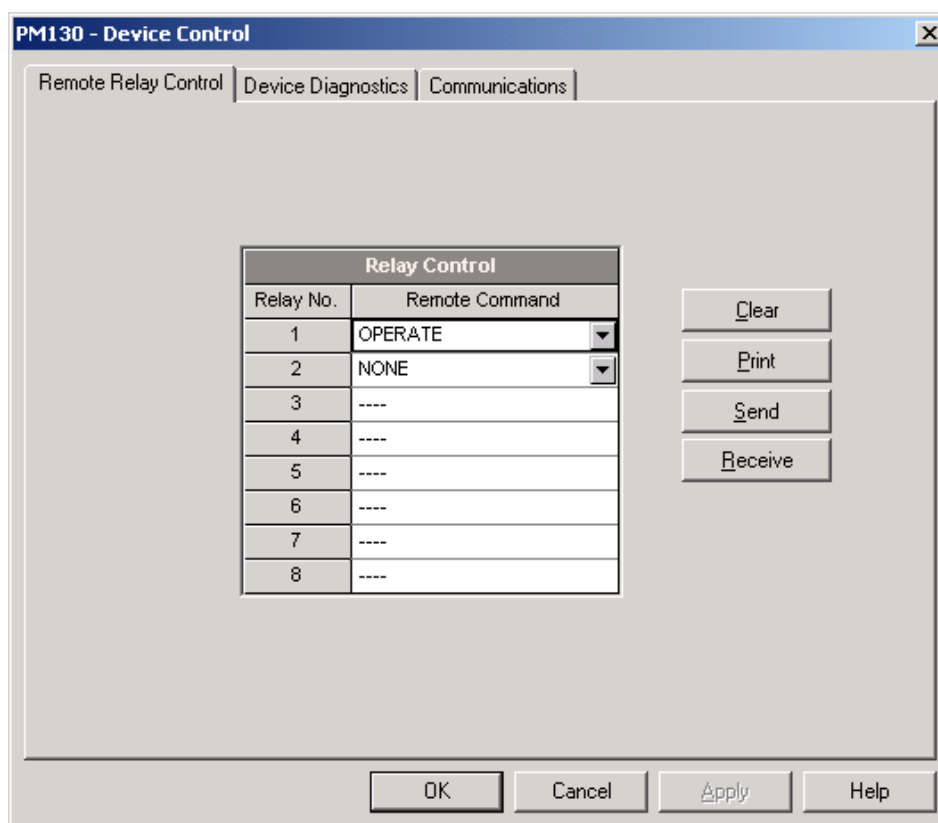 PM130 - Device Control
Remote Relay Control Device Diagnostics Communications
Relay Control
Relay No. Remote Command
1 OPERATE
2 NONE
3 ----
4 ----
5 ----
6 ----
7 ----
8 ----
Clear
Print
Send
Receive
OK Cancel Apply Help